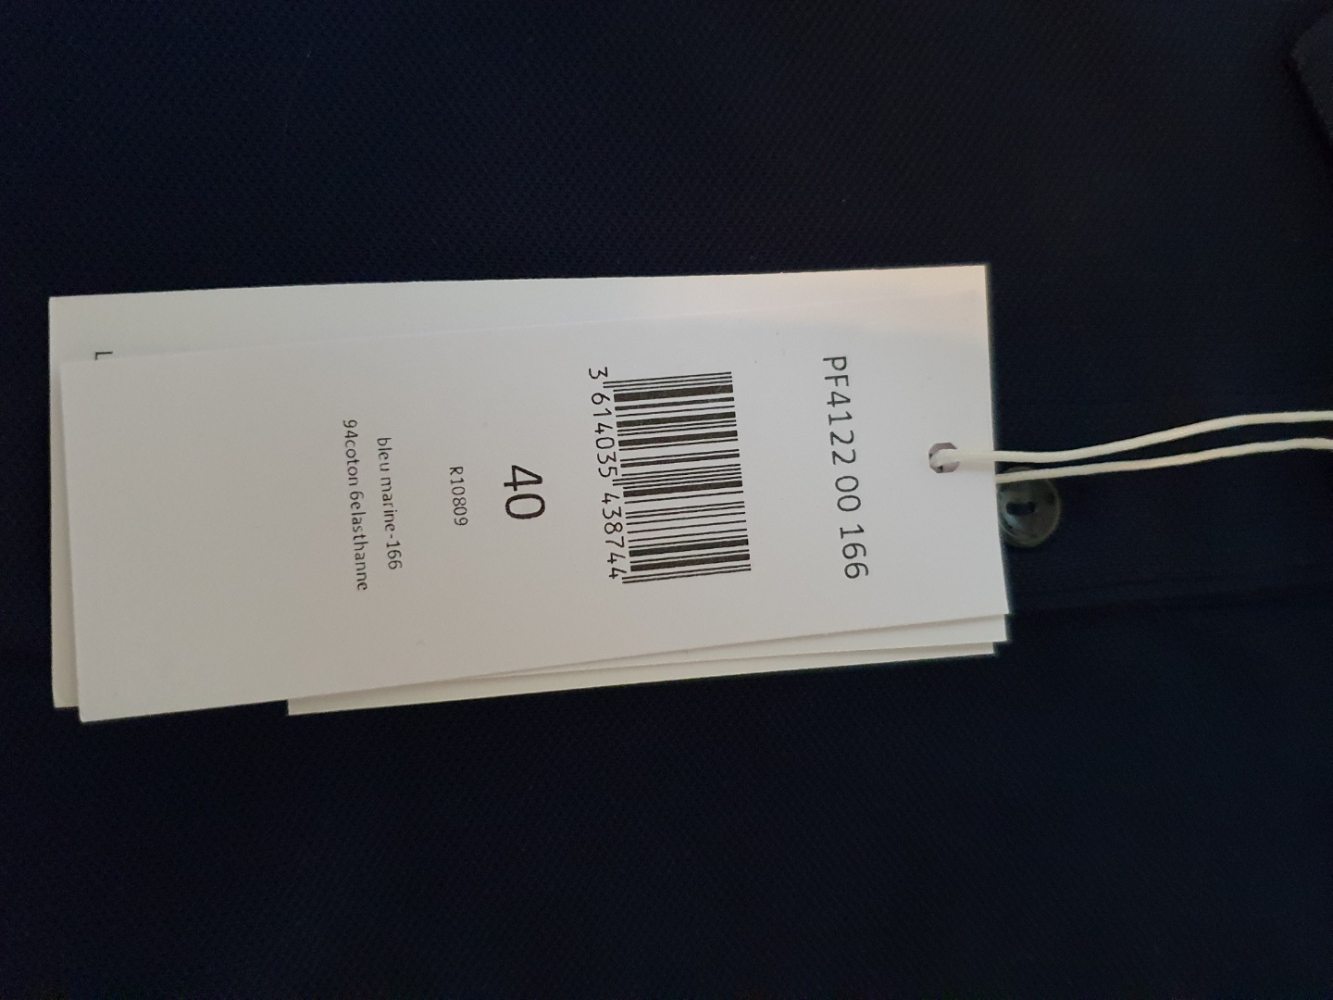 PF4122 00 166
3 614035 438744
40
R10809
bleu marine-166
94coton 6elasthanne
L